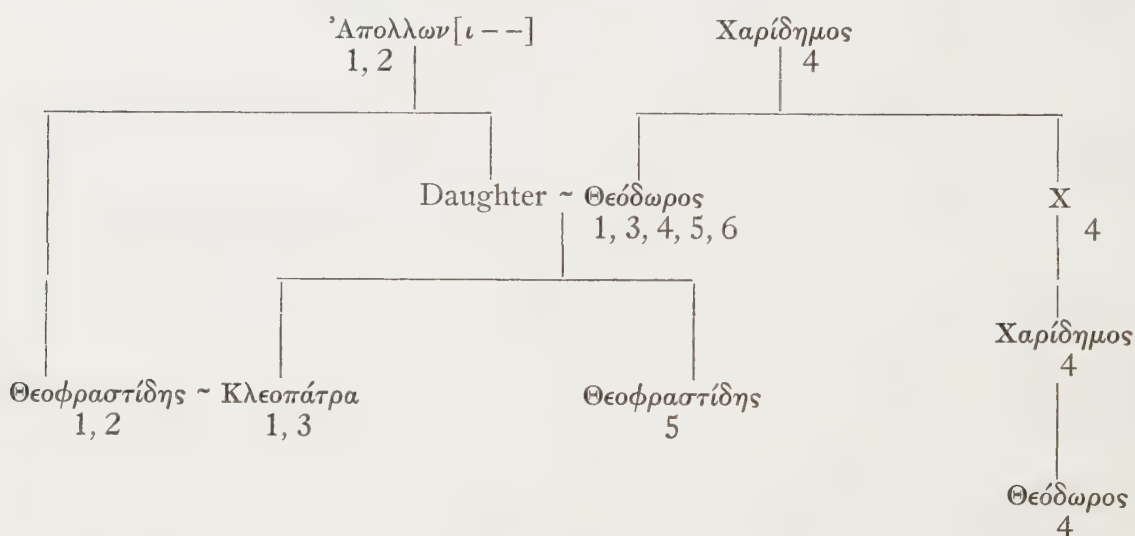 Ἀπολλων[ι – –] Χαρίδημος
1, 2 4
Daughter ~ Θεόδωρος X
1, 3, 4, 5, 6 4
Χαρίδημος
4
Θεοφραστίδης ~ Κλεοπάτρα Θεοφραστίδης
1, 2 1, 3 5
Θεόδωρος
4